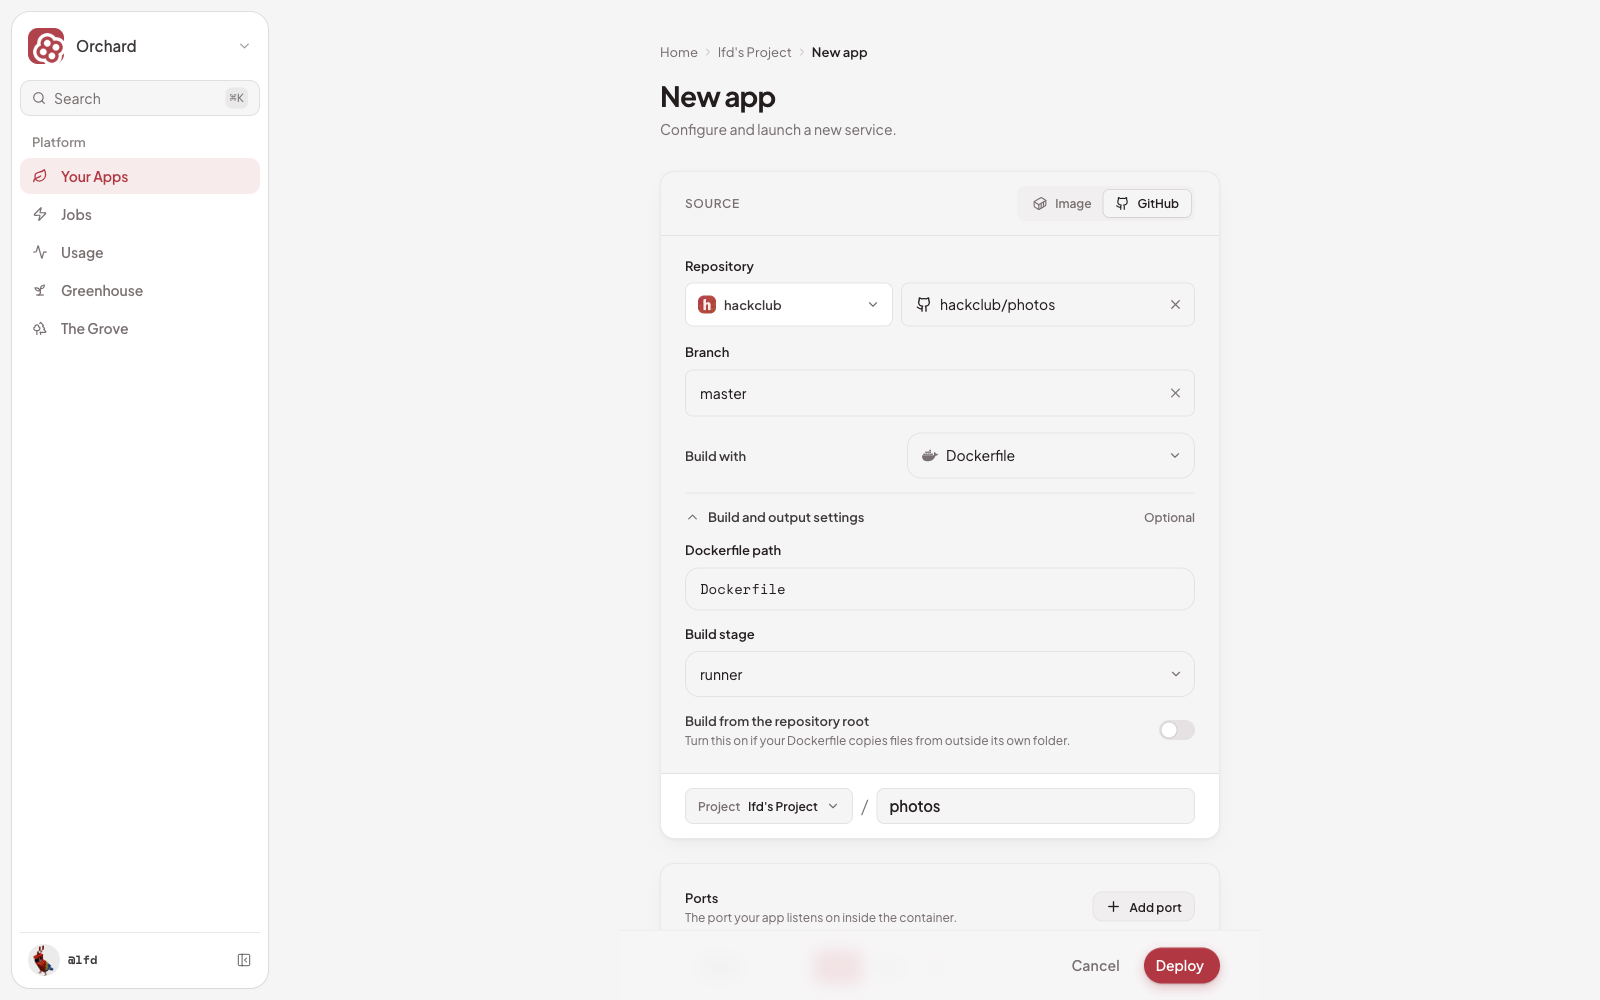 Orchard
Search
⌘K
Platform
Your Apps
Jobs
Usage
Greenhouse
The Grove
@lfd
Home > lfd's Project > New app
New app
Configure and launch a new service.
SOURCE
Image
GitHub
Repository
hackclub
hackclub/photos
Branch
master
Build with
Dockerfile
Build and output settings
Optional
Dockerfile path
Dockerfile
Build stage
runner
Build from the repository root
Turn this on if your Dockerfile copies files from outside its own folder.
Project lfd's Project / photos
Ports
The port your app listens on inside the container.
Add port
Cancel
Deploy